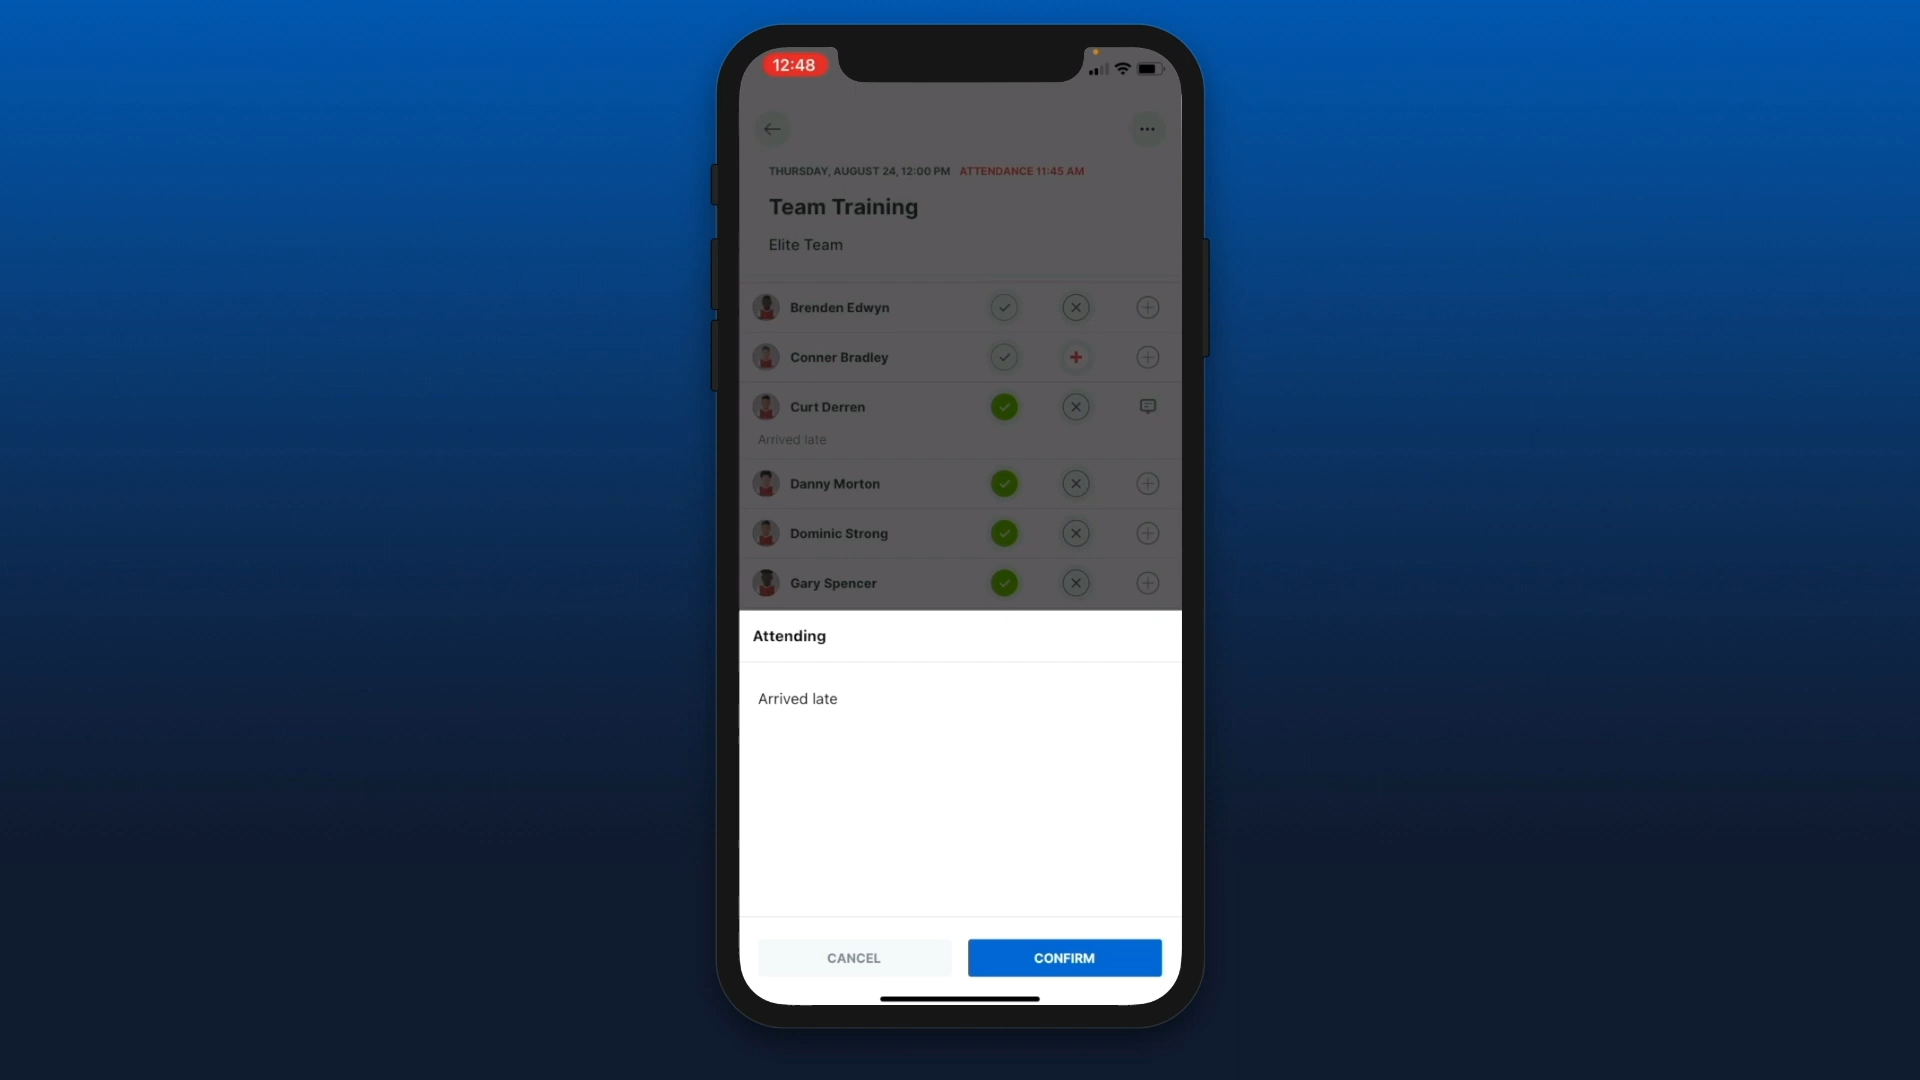 12:48
THURSDAY, AUGUST 24, 12:00 PM ATTENDANCE 11:45 AM
Team Training
Elite Team
Brenden Edwyn
Conner Bradley
Curt Derren
Arrived late
Danny Morton
Dominic Strong
Gary Spencer
Attending
Arrived late
CANCEL CONFIRM